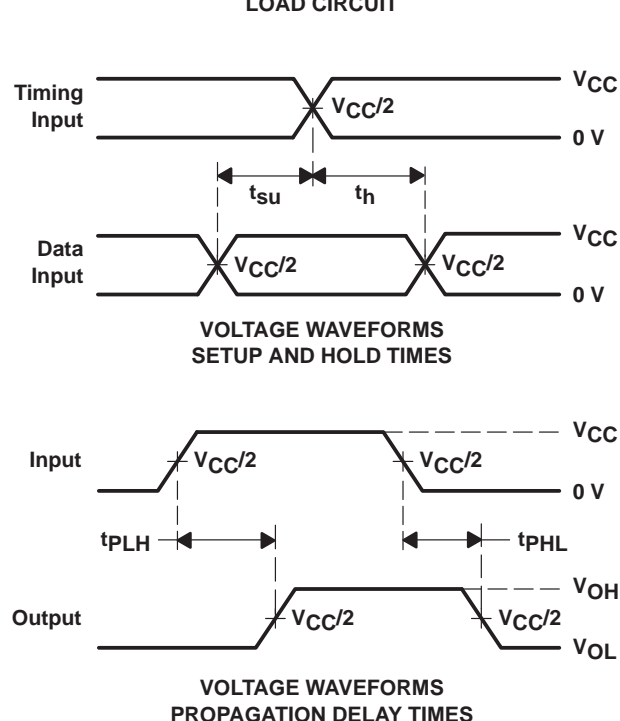 LOAD CIRCUIT
Timing
Input
VCC
VCC/2
0 V
tsu
th
Data
Input
VCC
VCC/2
VCC/2
0 V
VOLTAGE WAVEFORMS
SETUP AND HOLD TIMES
Input
VCC
VCC/2
VCC/2
0 V
tPLH
tPHL
Output
VOH
VCC/2
VCC/2
VOL
VOLTAGE WAVEFORMS
PROPAGATION DELAY TIMES